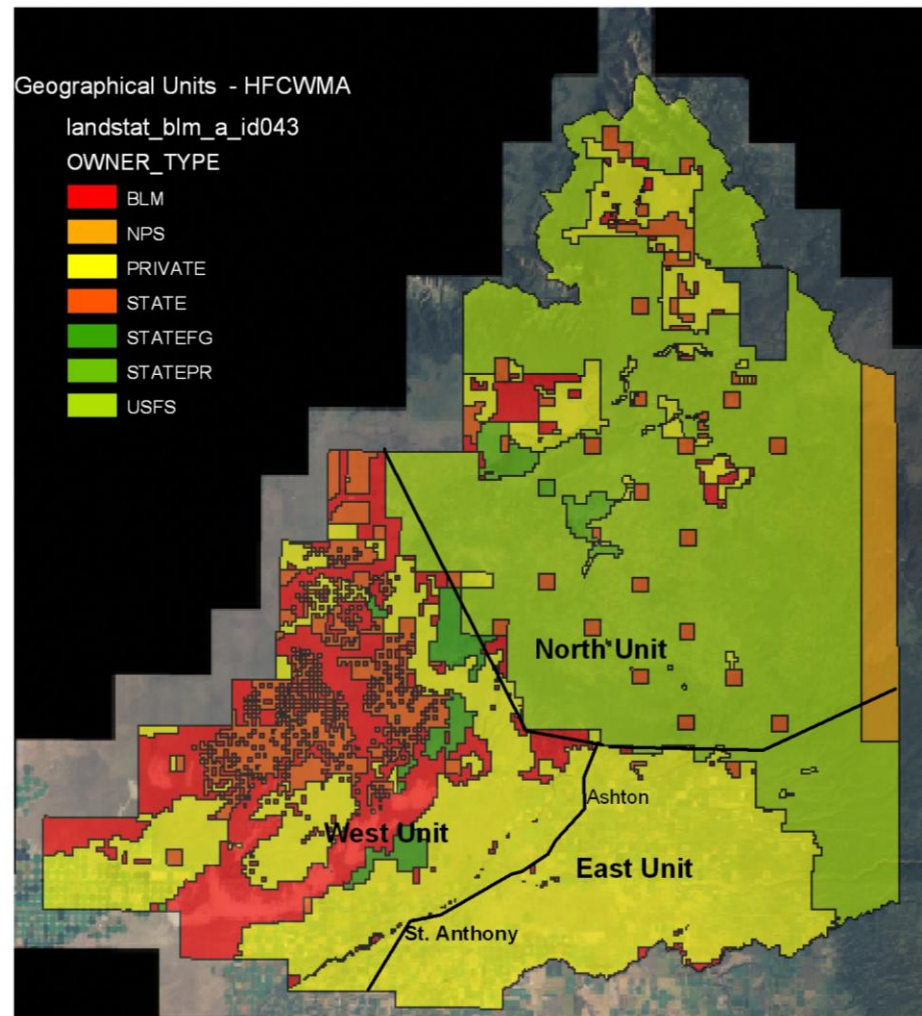 Geographical Units - HFCWMA
landstat_blm_a_id043
OWNER_TYPE
BLM
NPS
PRIVATE
STATE
STATEFG
STATEPR
USFS
North Unit
Ashton
West Unit
East Unit
St. Anthony